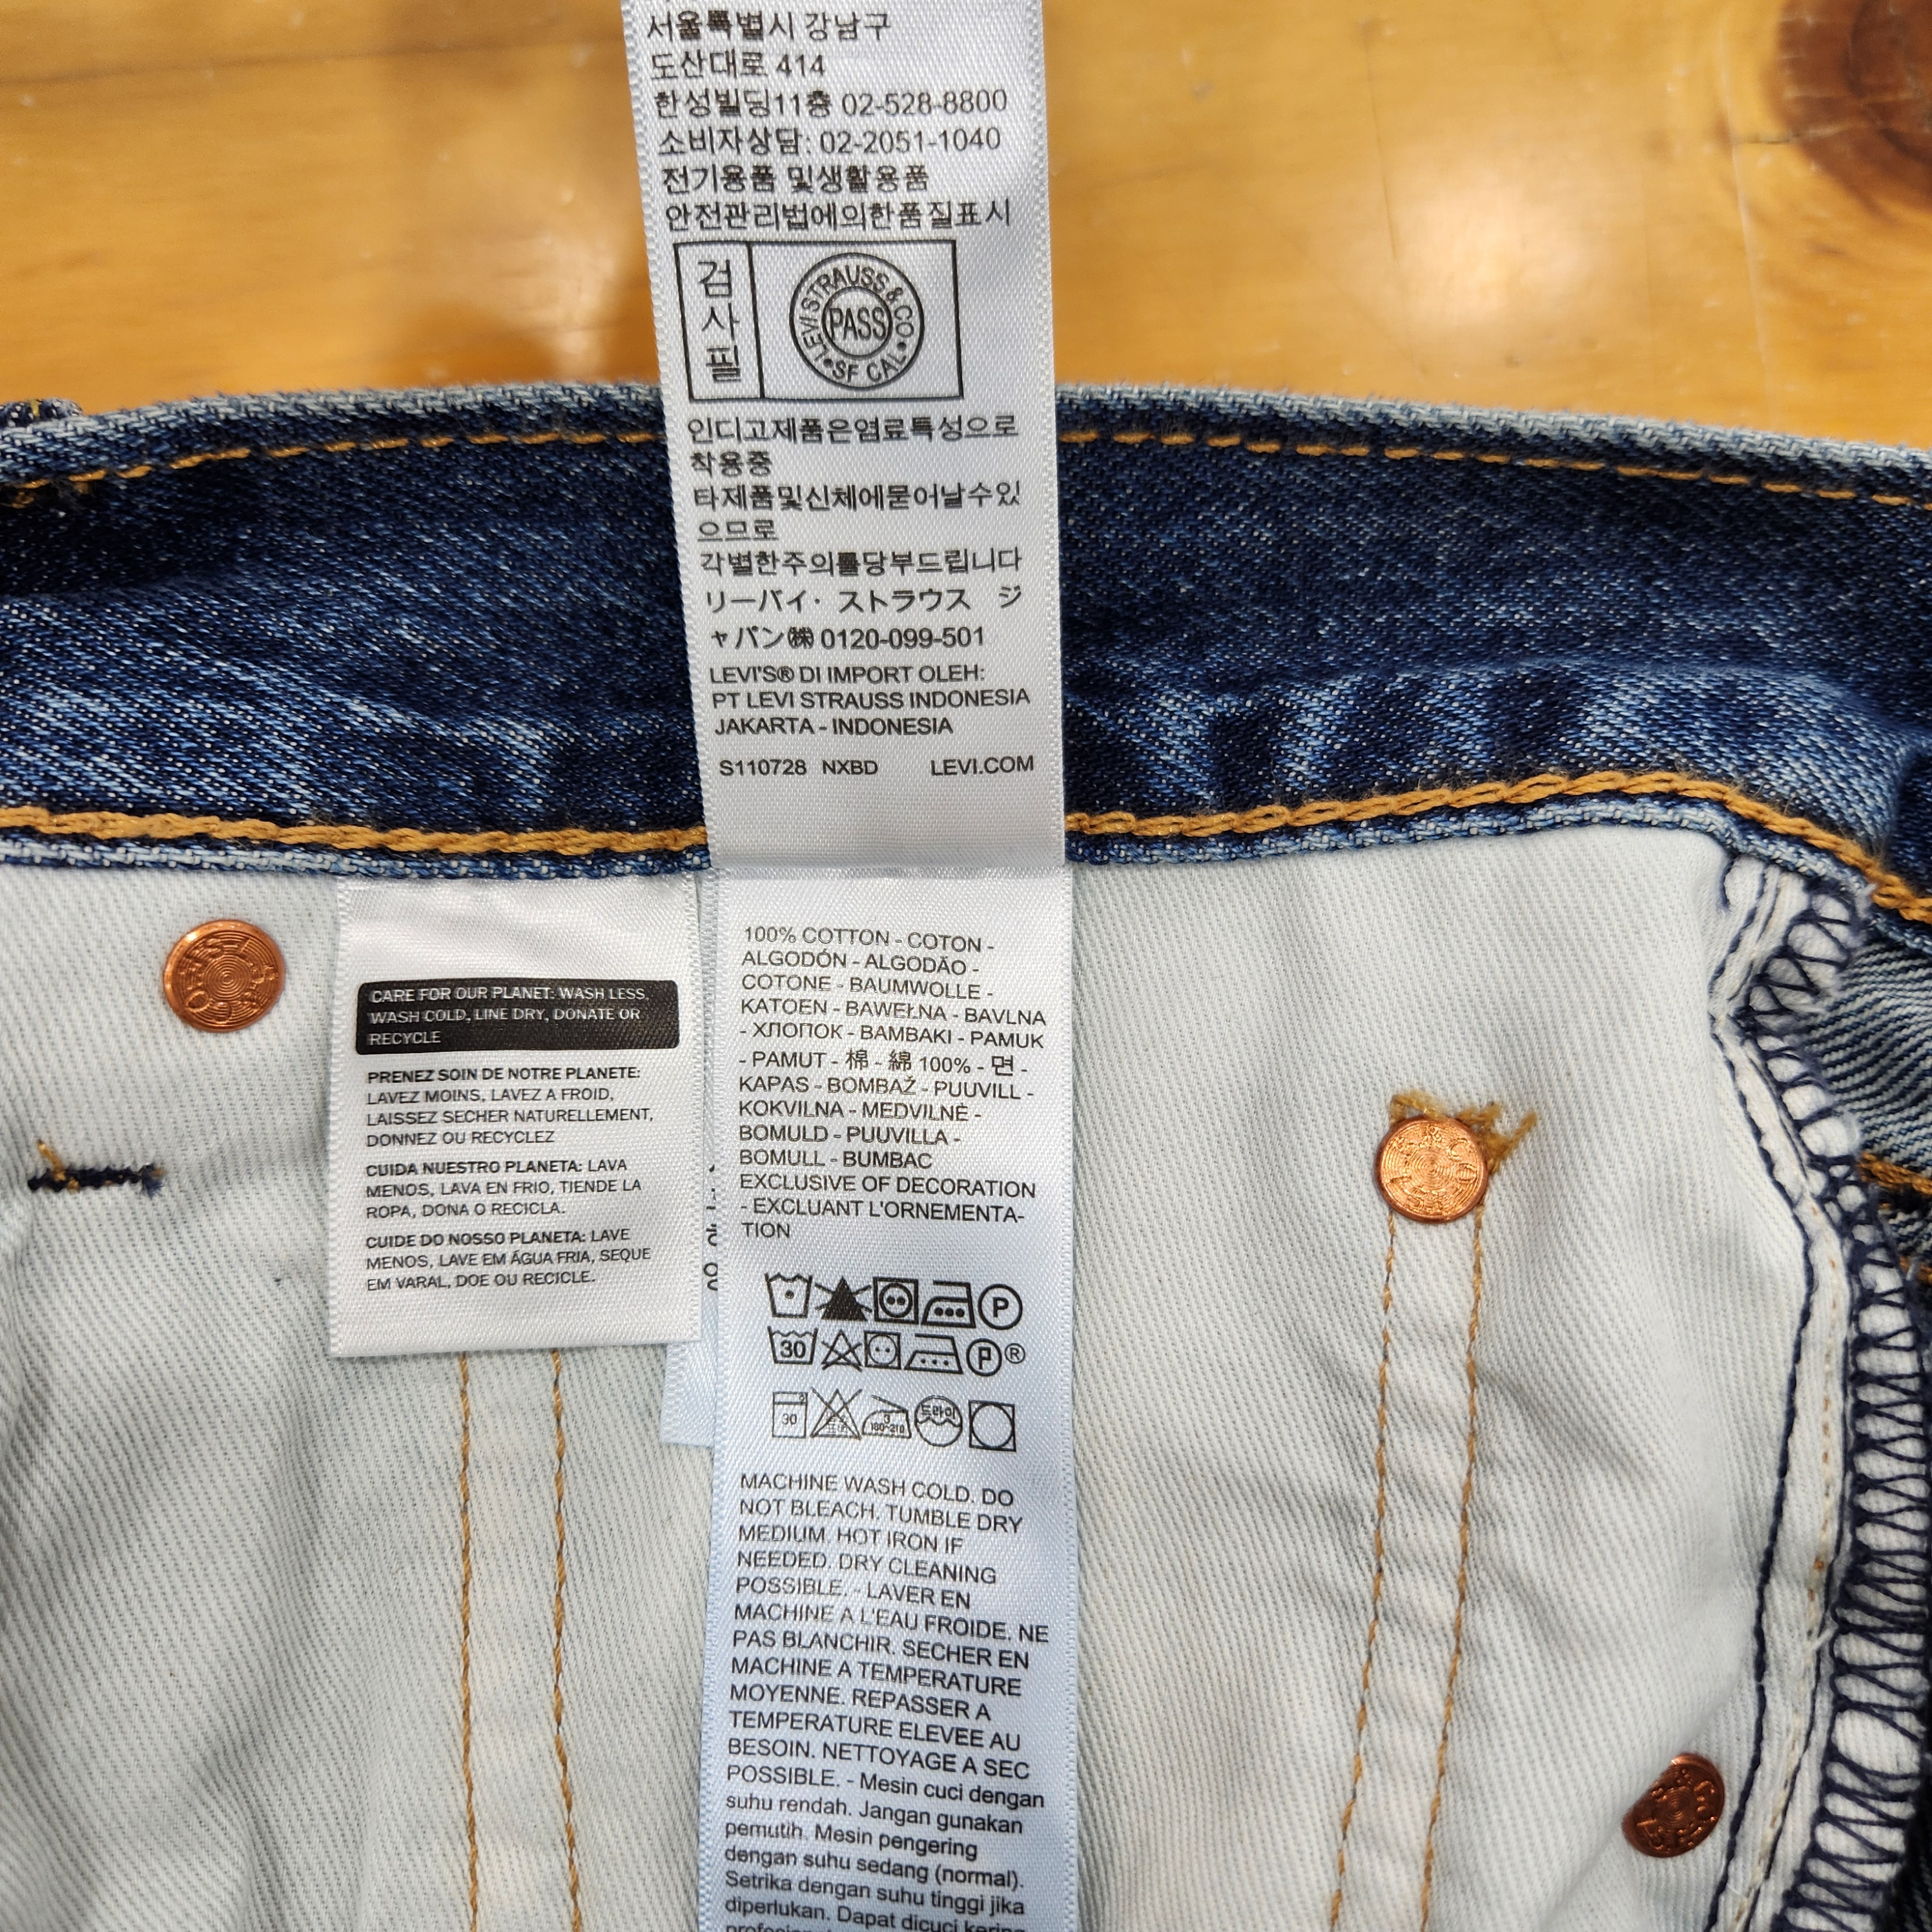 서울특별시 강남구
도산대로 414
한성빌딩11층 02-528-8800
소비자상담: 02-2051-1040
전기용품 및생활용품
안전관리법에의한품질표시
검
사
필
LEVI STRAUSS & CO
PASS
SF CAL
인디고제품은염료특성으로
착용중
타제품및신체에묻어날수있
으므로
각별한주의를당부드립니다
リーバイ・ストラウス ジ
ャパン㈱ 0120-099-501
LEVI'S® DI IMPORT OLEH:
PT LEVI STRAUSS INDONESIA
JAKARTA - INDONESIA
S110728 NXBD LEVI.COM
CARE FOR OUR PLANET: WASH LESS,
WASH COLD, LINE DRY, DONATE OR
RECYCLE
PRENEZ SOIN DE NOTRE PLANETE:
LAVEZ MOINS, LAVEZ A FROID,
LAISSEZ SECHER NATURELLEMENT,
DONNEZ OU RECYCLEZ
CUIDA NUESTRO PLANETA: LAVA
MENOS, LAVA EN FRIO, TIENDE LA
ROPA, DONA O RECICLA.
CUIDE DO NOSSO PLANETA: LAVE
MENOS, LAVE EM ÁGUA FRIA, SEQUE
EM VARAL, DOE OU RECICLE.
100% COTTON - COTON -
ALGODÓN - ALGODÃO -
COTONE - BAUMWOLLE -
KATOEN - BAWEŁNA - BAVLNA
- ХЛОПОК - BAMBAKI - PAMUK
- PAMUT - 棉 - 綿 100% - 면 -
KAPAS - BOMBAŽ - PUUVILL -
KOKVILNA - MEDVILNĖ -
BOMULD - PUUVILLA -
BOMULL - BUMBAC
EXCLUSIVE OF DECORATION
- EXCLUANT L'ORNEMENTA-
TION
P
30 P ®
30 3 180~210 드라이
MACHINE WASH COLD. DO
NOT BLEACH. TUMBLE DRY
MEDIUM. HOT IRON IF
NEEDED. DRY CLEANING
POSSIBLE. - LAVER EN
MACHINE A L'EAU FROIDE. NE
PAS BLANCHIR. SECHER EN
MACHINE A TEMPERATURE
MOYENNE. REPASSER A
TEMPERATURE ELEVEE AU
BESOIN. NETTOYAGE A SEC
POSSIBLE. - Mesin cuci dengan
suhu rendah. Jangan gunakan
pemutih. Mesin pengering
dengan suhu sedang (normal).
Setrika dengan suhu tinggi jika
diperlukan. Dapat dicuci kering